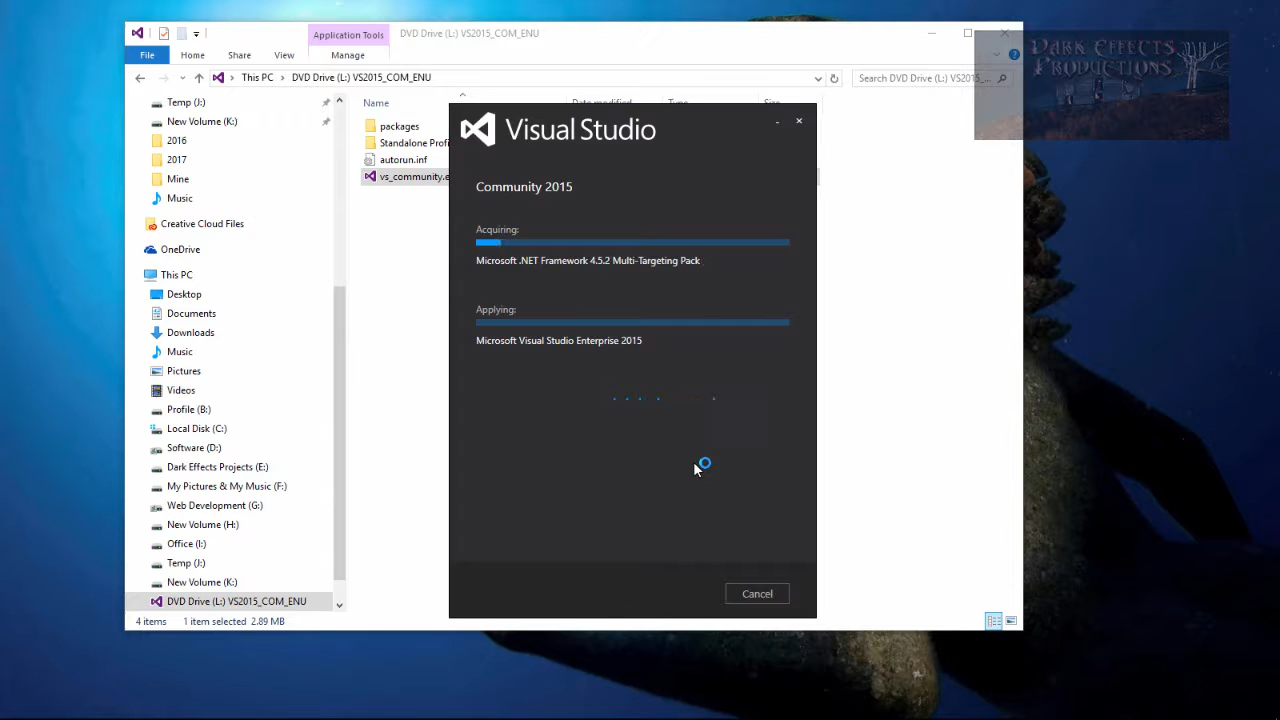 Application Tools
DVD Drive (L:) VS2015_COM_ENU
File
Home
Share
View
Manage
This PC
DVD Drive (L:) VS2015_COM_ENU
Search DVD Drive (L:) VS2015_...
DARK EFFECTS
PRODUCTIONS
Temp (J:)
New Volume (K:)
2016
2017
Mine
Music
Creative Cloud Files
OneDrive
This PC
Desktop
Documents
Downloads
Music
Pictures
Videos
Profile (B:)
Local Disk (C:)
Software (D:)
Dark Effects Projects (E:)
My Pictures & My Music (F:)
Web Development (G:)
New Volume (H:)
Office (I:)
Temp (J:)
New Volume (K:)
DVD Drive (L:) VS2015_COM_ENU
Name
packages
Standalone Profi
autorun.inf
vs_community.e
Visual Studio
Community 2015
Acquiring:
Microsoft .NET Framework 4.5.2 Multi-Targeting Pack
Applying:
Microsoft Visual Studio Enterprise 2015
Cancel
4 items
1 item selected 2.89 MB